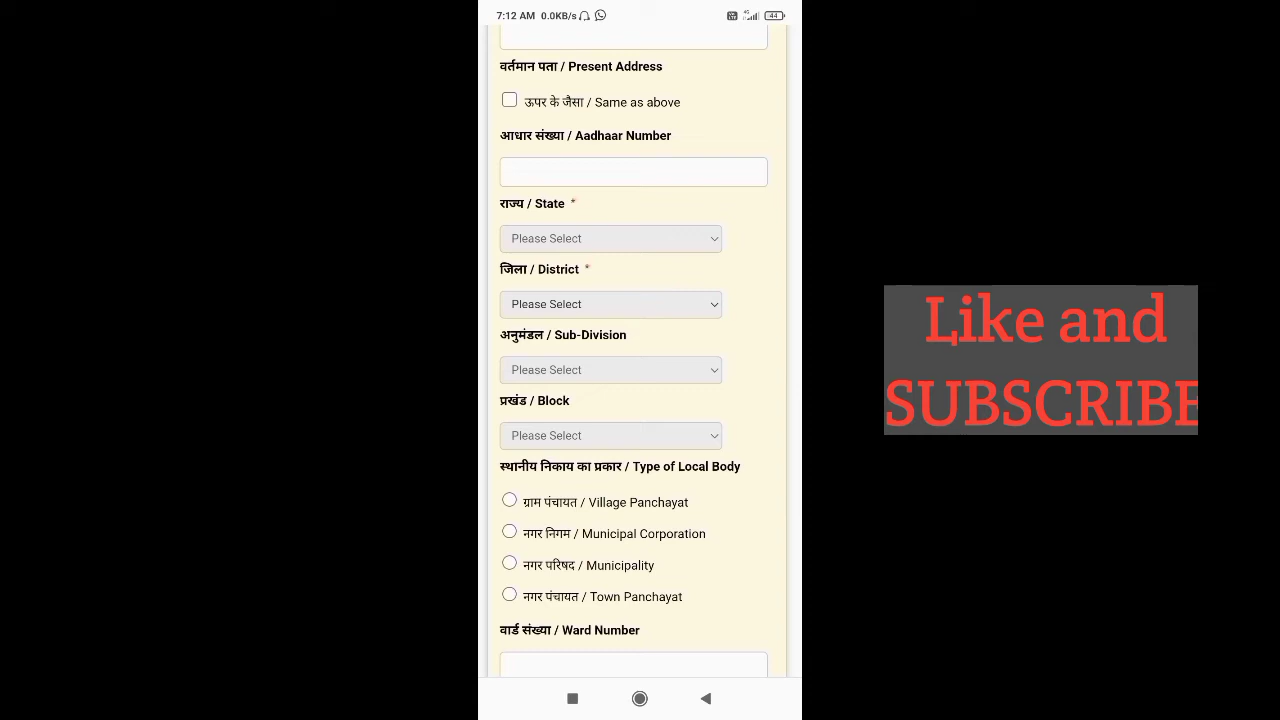 7:12 AM 0.0KB/s 4G 44
वर्तमान पता / Present Address
ऊपर के जैसा / Same as above
आधार संख्या / Aadhaar Number
राज्य / State *
Please Select
जिला / District *
Please Select
अनुमंडल / Sub-Division
Please Select
प्रखंड / Block
Please Select
स्थानीय निकाय का प्रकार / Type of Local Body
ग्राम पंचायत / Village Panchayat
नगर निगम / Municipal Corporation
नगर परिषद / Municipality
नगर पंचायत / Town Panchayat
वार्ड संख्या / Ward Number
Like and
SUBSCRIBE